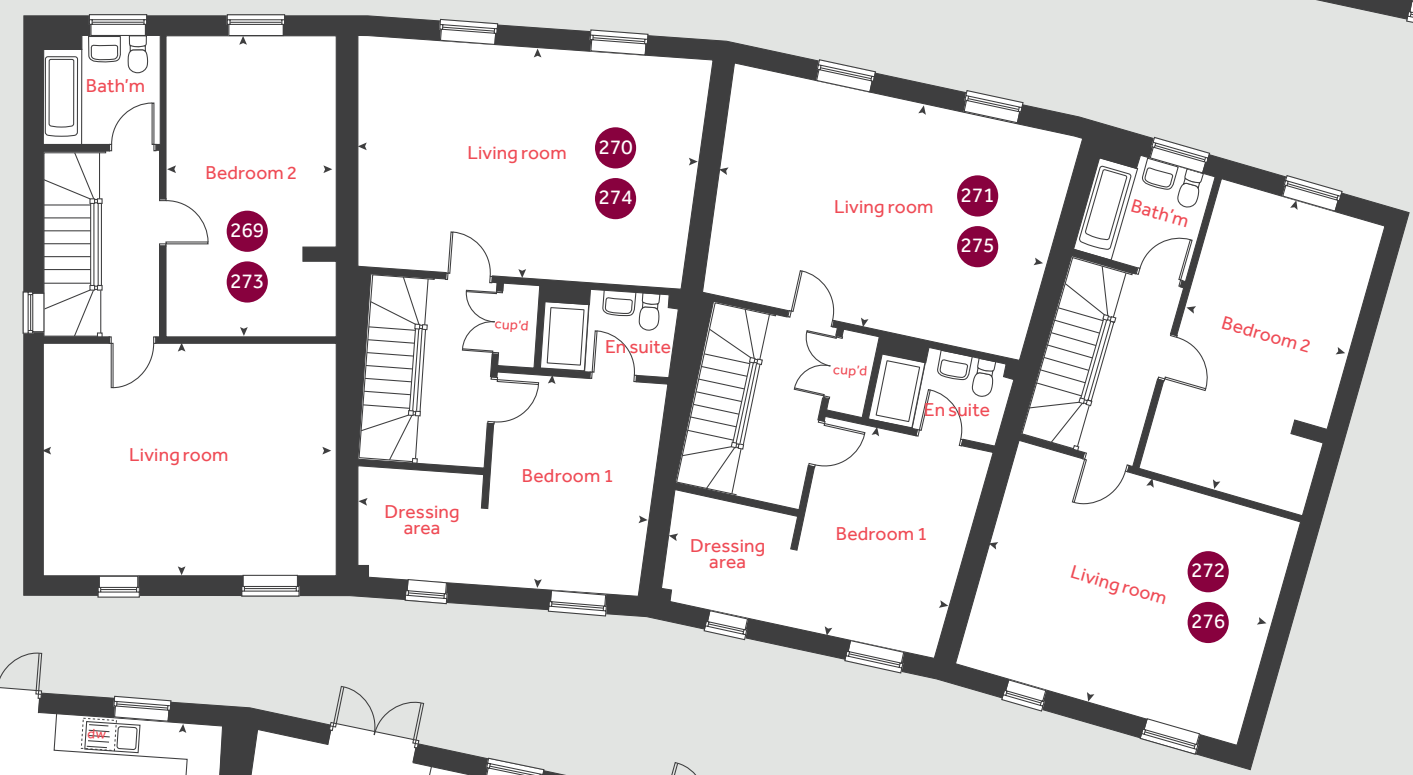 Bath'm
Bedroom 2
269
273
Living room
Living room
270
274
cup'd
En suite
Bedroom 1
Dressing
area
Living room
271
275
cup'd
En suite
Bedroom 1
Dressing
area
Bath'm
Bedroom 2
Living room
272
276
dw